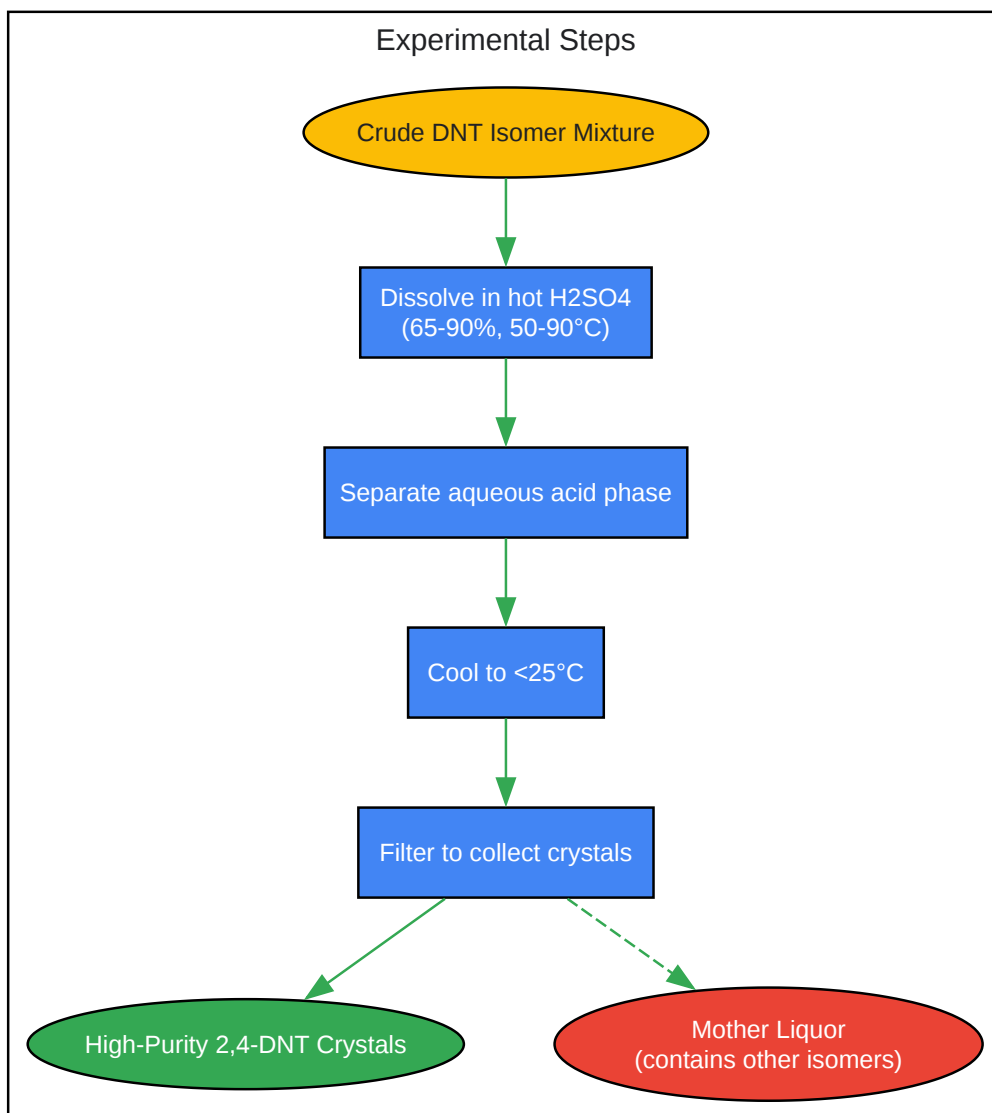 Experimental Steps
Crude DNT Isomer Mixture
Dissolve in hot H2SO4
(65-90%, 50-90°C)
Separate aqueous acid phase
Cool to <25°C
Filter to collect crystals
High-Purity 2,4-DNT Crystals
Mother Liquor
(contains other isomers)